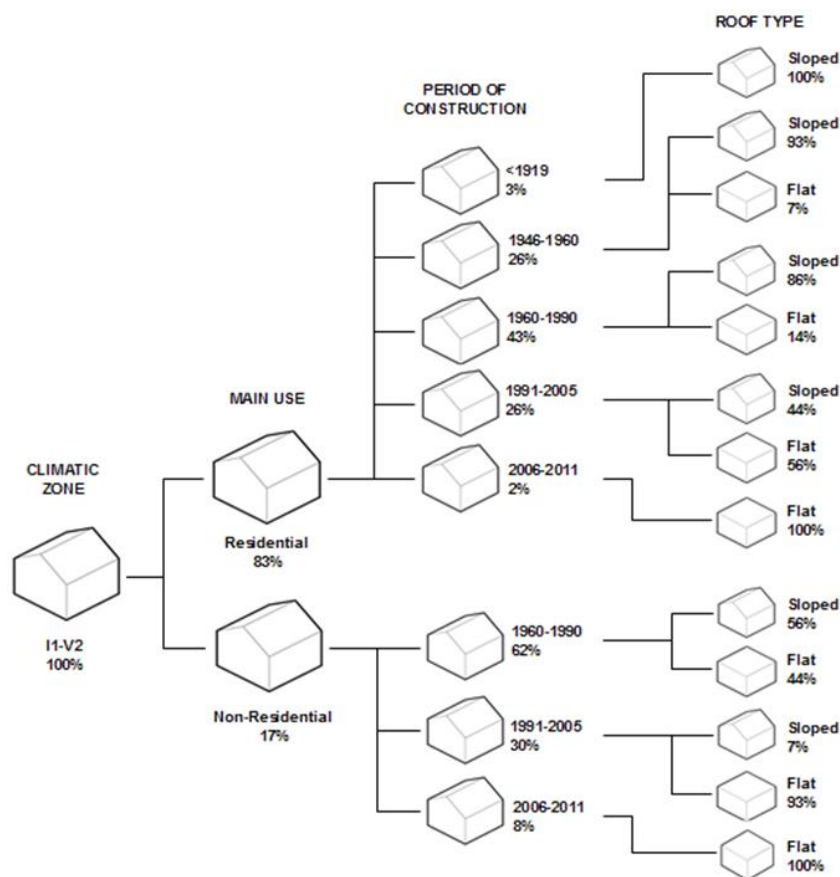 ROOF TYPE
Sloped
100%
PERIOD OF
CONSTRUCTION
Sloped
93%
<1919
3%
Flat
7%
1946-1960
26%
Sloped
86%
1960-1990
43%
Flat
14%
MAIN USE
1991-2005
26%
Sloped
44%
Flat
56%
CLIMATIC
ZONE
2006-2011
2%
Flat
100%
Residential
83%
I1-V2
100%
Sloped
56%
1960-1990
62%
Flat
44%
Non-Residential
17%
1991-2005
30%
Sloped
7%
Flat
93%
2006-2011
8%
Flat
100%